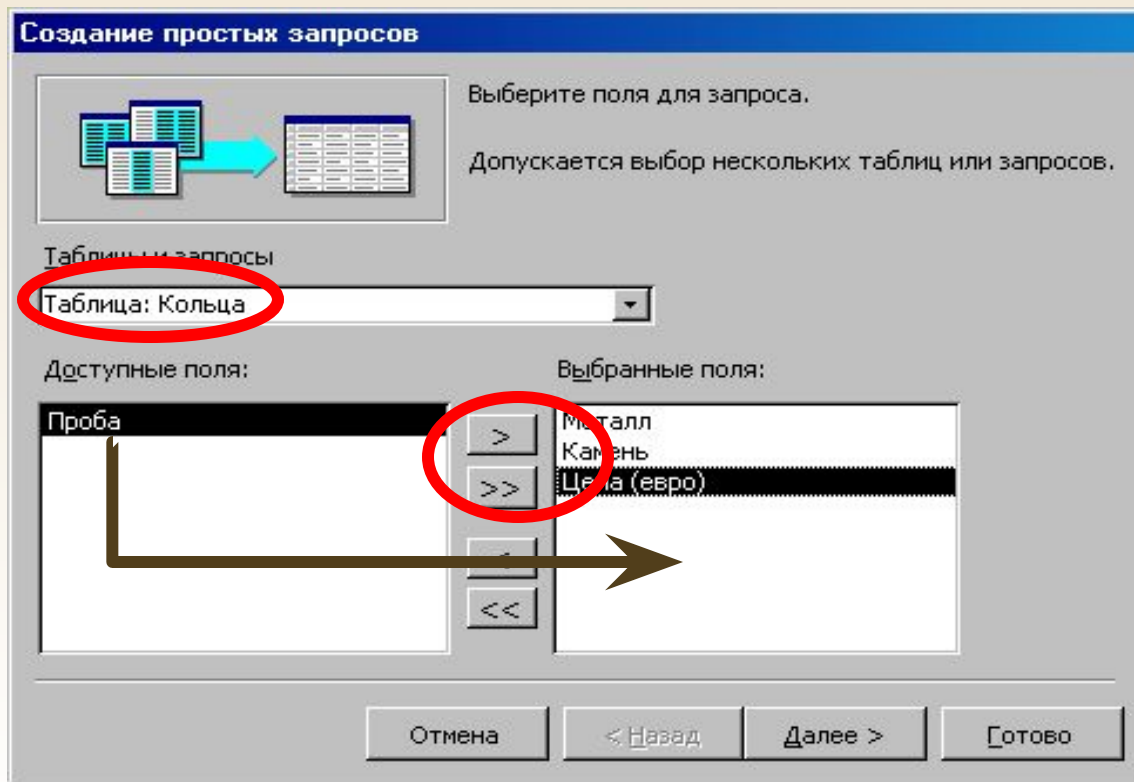 Создание простых запросов
Выберите поля для запроса.
Допускается выбор нескольких таблиц или запросов.
Таблицы и запросы
Таблица: Кольца
Доступные поля:
Выбранные поля:
Проба
>
>>
<
<<
Металл
Камень
Цена (евро)
Отмена
< Назад
Далее >
Готово